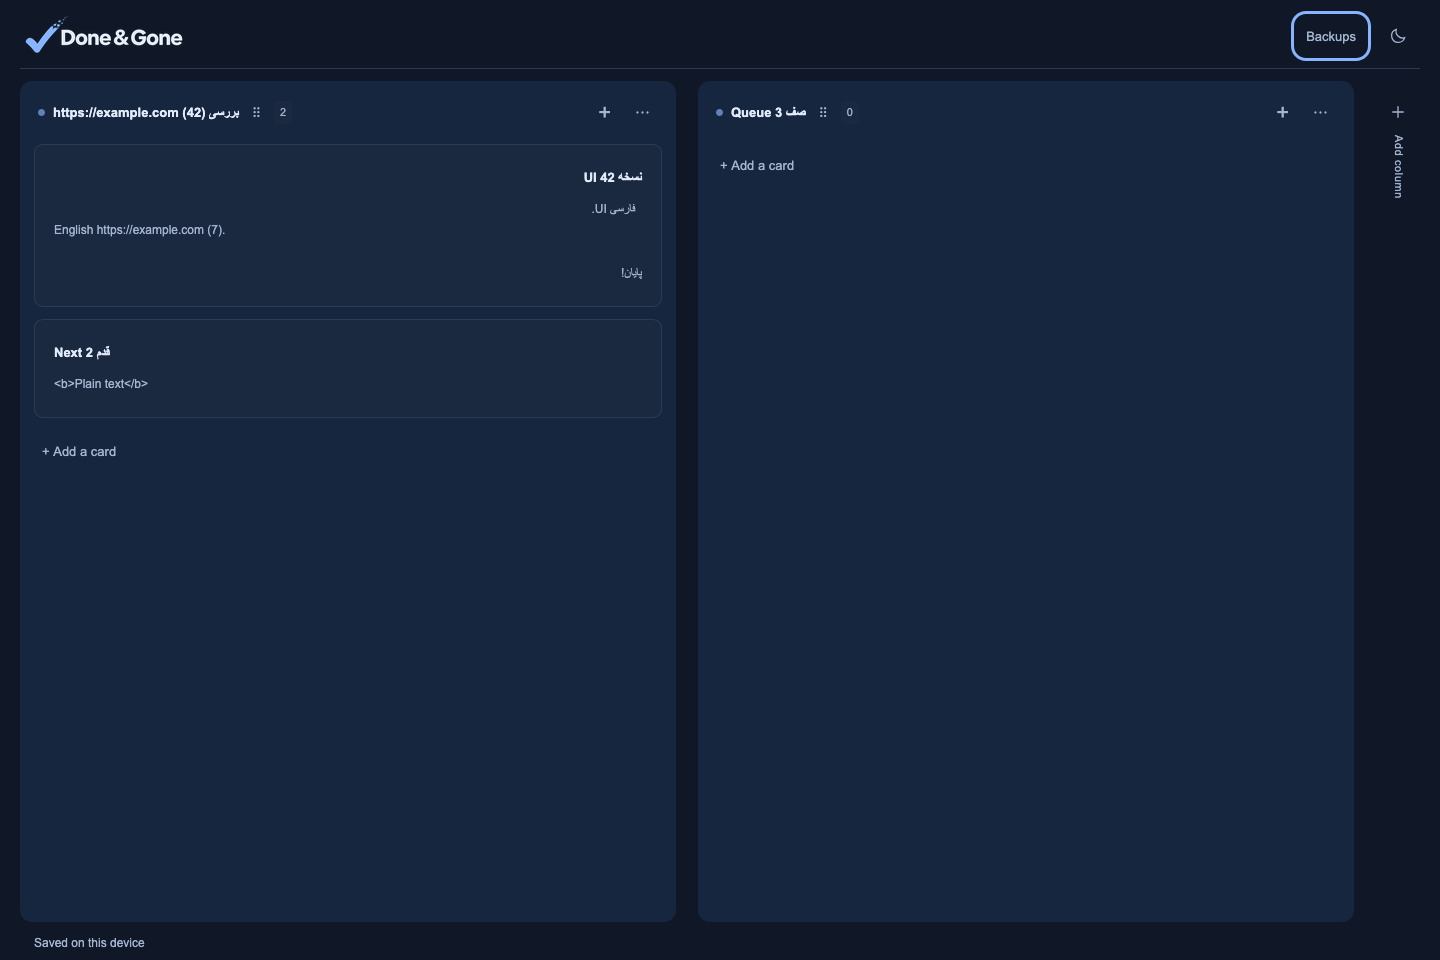 Done & Gone
Backups
https://example.com (42) بررسی
2
نسخه 42 UI
فارسی UI.
English https://example.com (7).
پایان!
Next 2 قدم
<b>Plain text</b>
+ Add a card
Queue 3 صف
0
+ Add a card
Add column
Saved on this device